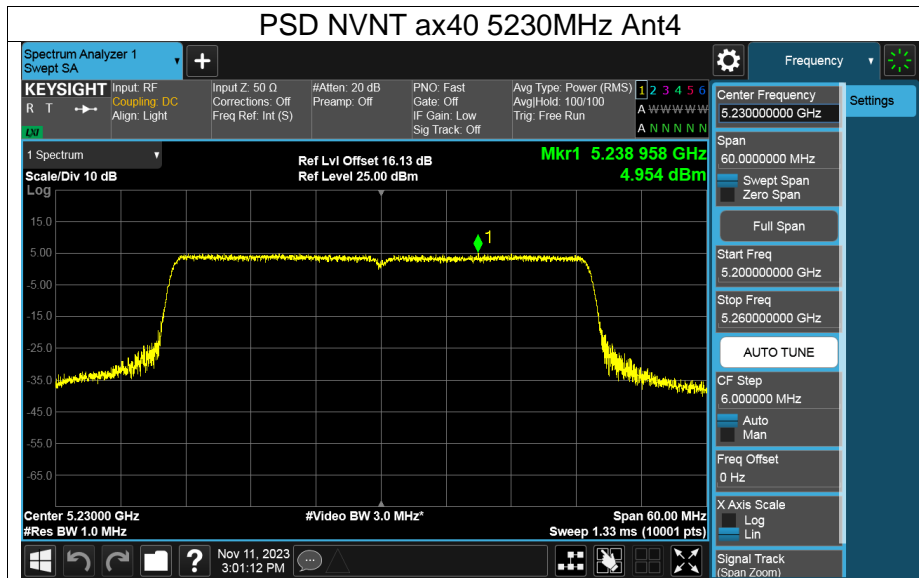 PSD NVNT ax40 5230MHz Ant4
Spectrum Analyzer 1
Swept SA
+
Frequency
KEYSIGHT
R T
LXI
Input: RF
Coupling: DC
Align: Light
Input Z: 50 Ω
Corrections: Off
Freq Ref: Int (S)
#Atten: 20 dB
Preamp: Off
PNO: Fast
Gate: Off
IF Gain: Low
Sig Track: Off
Avg Type: Power (RMS)
Avg|Hold: 100/100
Trig: Free Run
1 2 3 4 5 6
A W W W W W
A N N N N N
1 Spectrum
Scale/Div 10 dB
Ref Lvl Offset 16.13 dB
Ref Level 25.00 dBm
Mkr1 5.238 958 GHz
4.954 dBm
Log
15.0
5.00
-5.00
-15.0
-25.0
-35.0
-45.0
-55.0
-65.0
1
Center 5.23000 GHz
#Res BW 1.0 MHz
#Video BW 3.0 MHz*
Span 60.00 MHz
Sweep 1.33 ms (10001 pts)
Center Frequency
5.230000000 GHz
Settings
Span
60.0000000 MHz
Swept Span
Zero Span
Full Span
Start Freq
5.200000000 GHz
Stop Freq
5.260000000 GHz
AUTO TUNE
CF Step
6.000000 MHz
Auto
Man
Freq Offset
0 Hz
X Axis Scale
Log
Lin
Signal Track
(Span Zoom)
?
Nov 11, 2023
3:01:12 PM